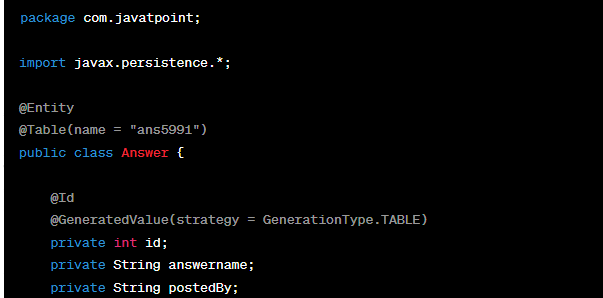 package com.javatpoint;
import javax.persistence.*;
@Entity
@Table(name = "ans5991")
public class Answer {
@Id
@GeneratedValue(strategy = GenerationType.TABLE)
private int id;
private String answername;
private String postedBy;